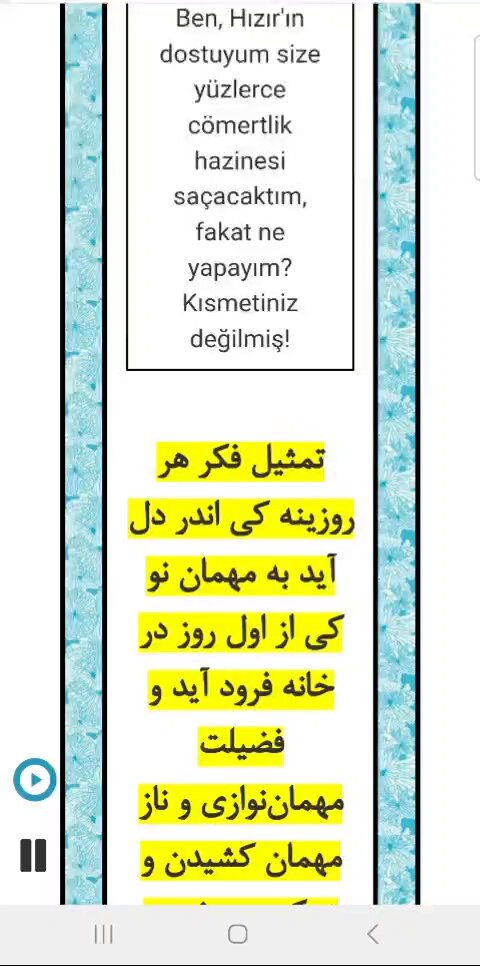 Ben, Hızır'ın
dostuyum size
yüzlerce
cömertlik
hazinesi
saçacaktım,
fakat ne
yapayım?
Kısmetiniz
değilmiş!
تمثیل فکر هر
روزینه کی اندر دل
آید به مهمان نو
کی از اول روز در
خانه فرود آید و
فضیلت
مهمان‌نوازی و ناز
مهمان کشیدن و